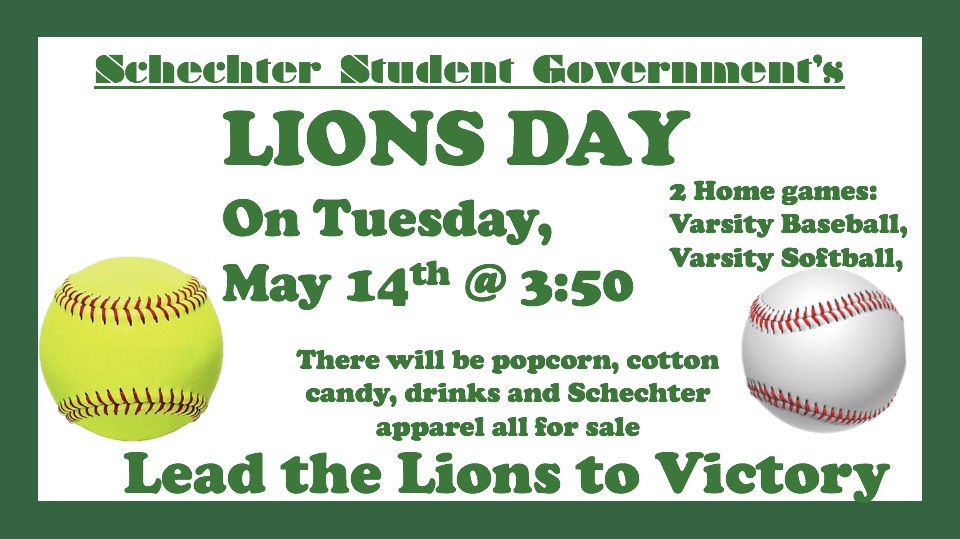 Schechter Student Government's
LIONS DAY
On Tuesday,
May 14th @ 3:50
2 Home games:
Varsity Baseball,
Varsity Softball,
There will be popcorn, cotton
candy, drinks and Schechter
apparel all for sale
Lead the Lions to Victory